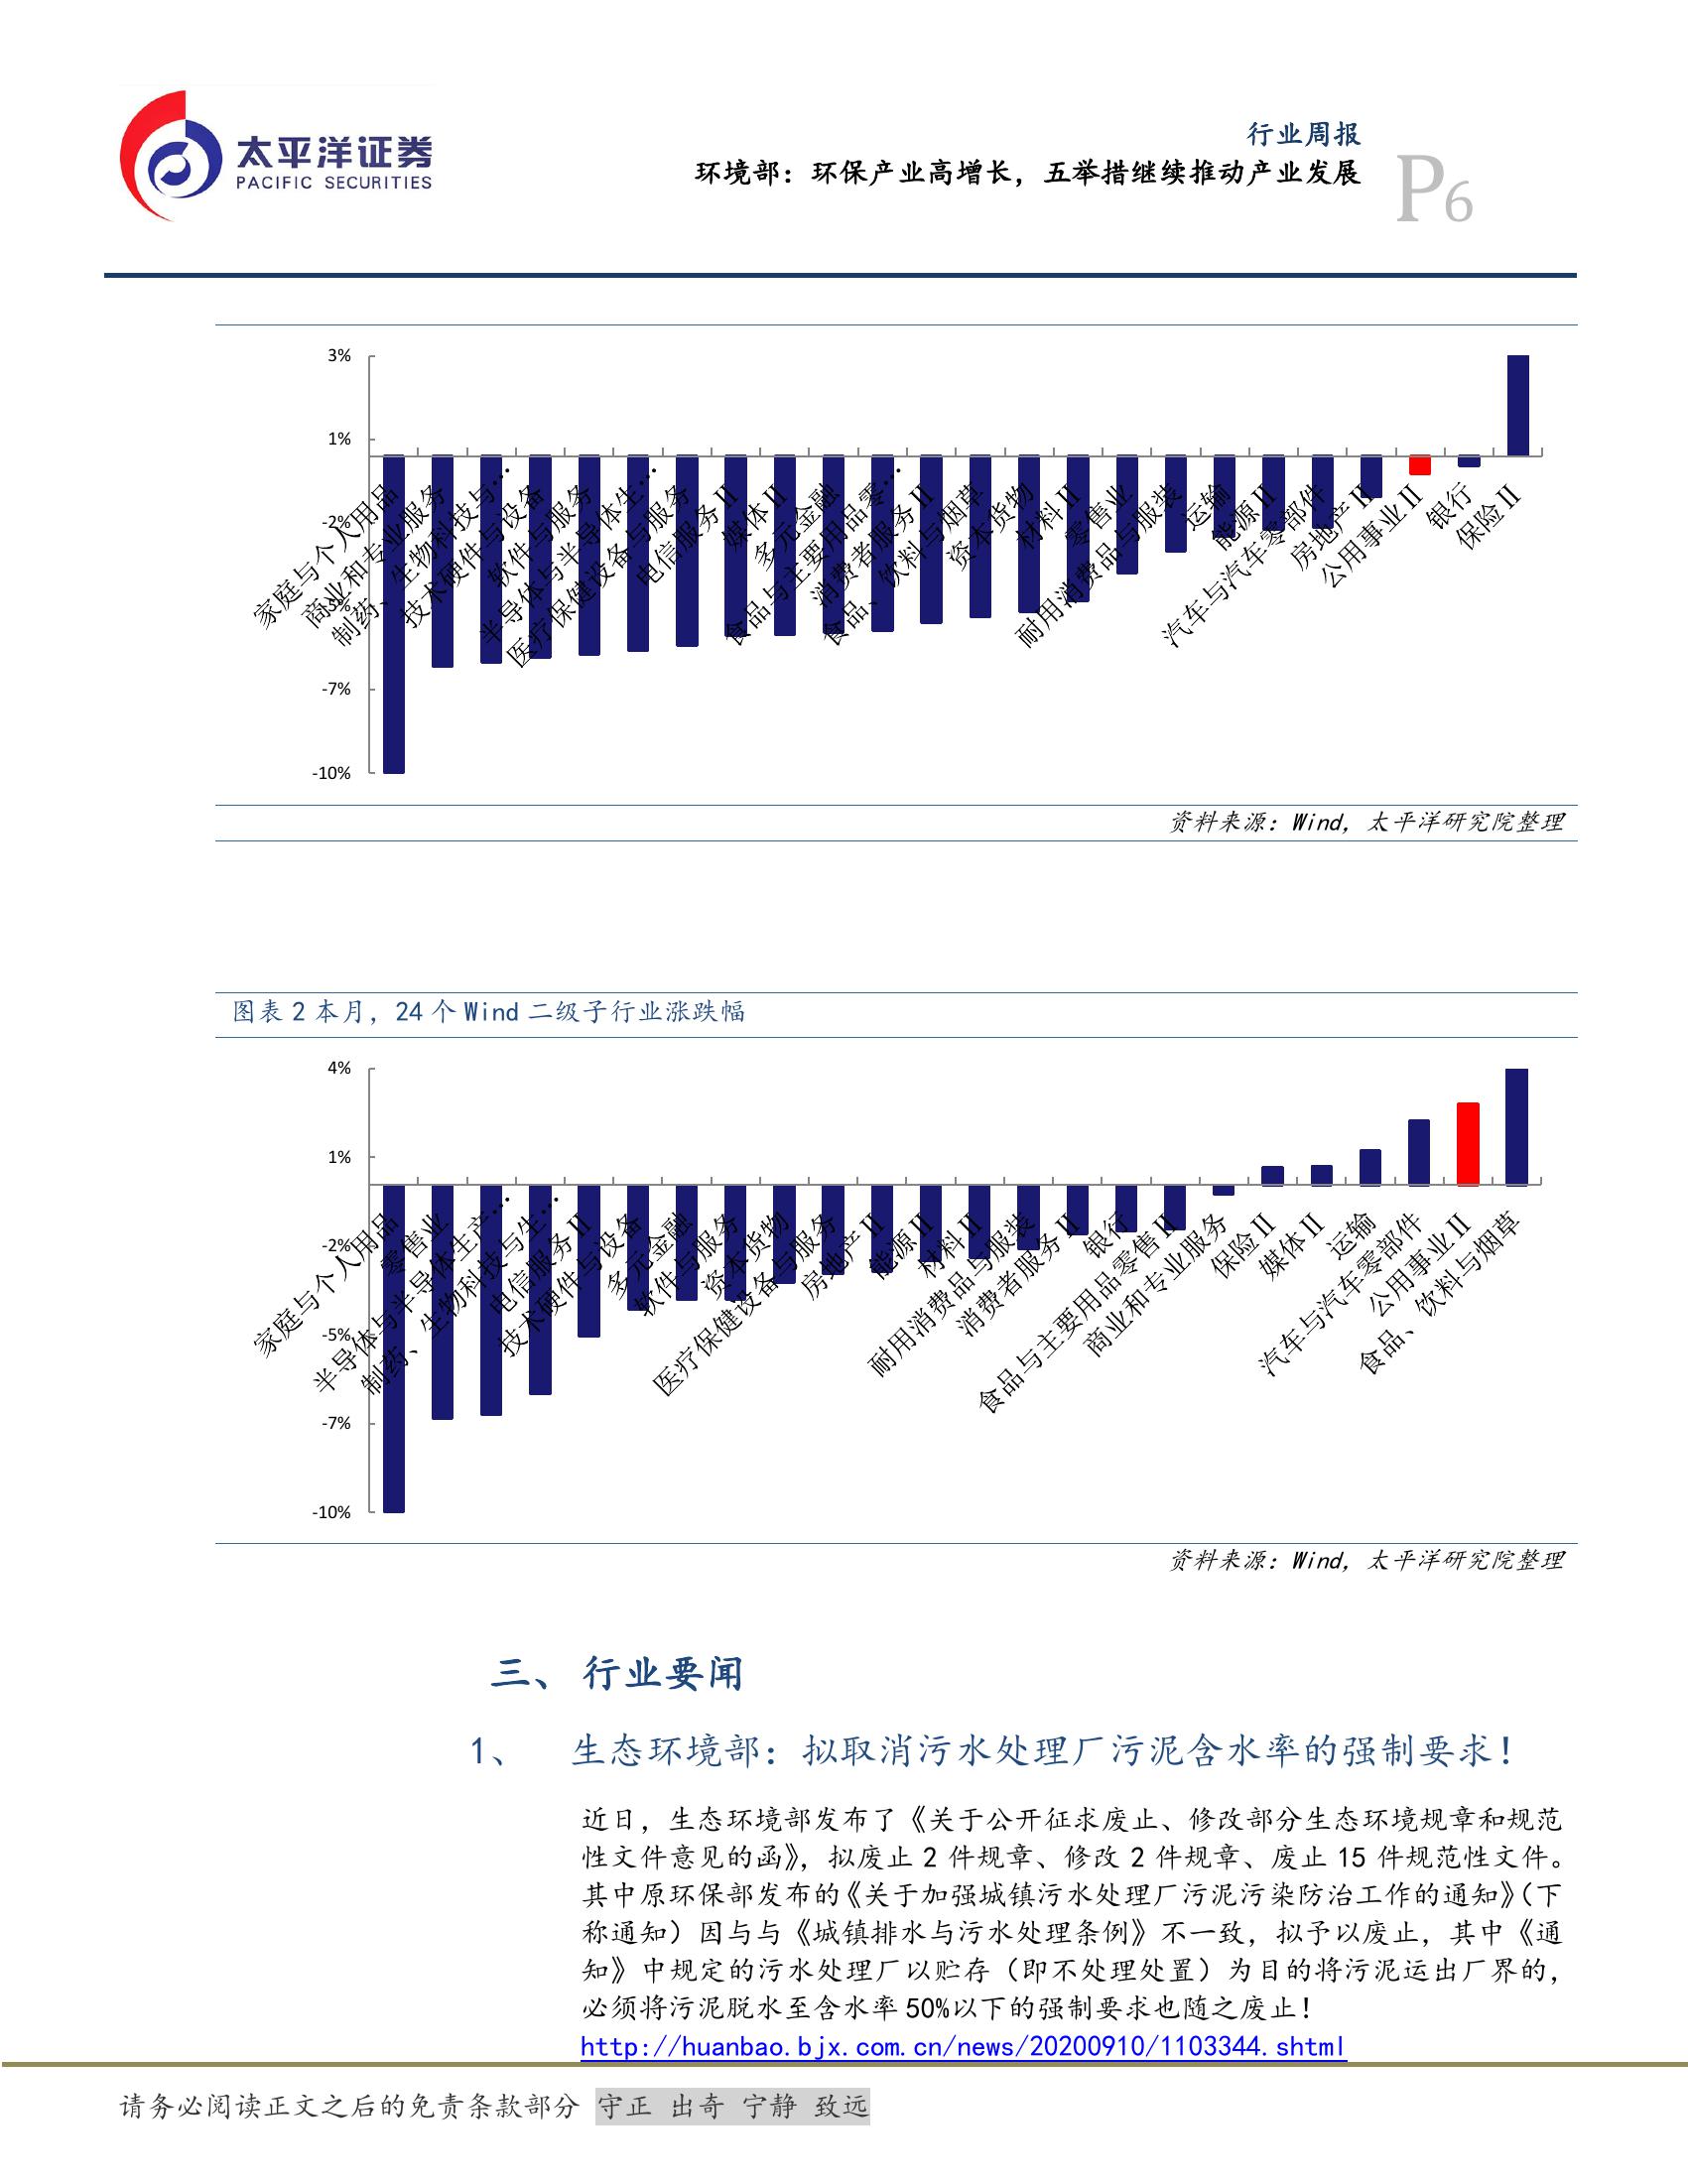 太平洋证券
PACIFIC SECURITIES
行业周报
环境部：环保产业高增长，五举措继续推动产业发展
P6
3%
1%
-2%
-7%
-10%
家庭与个人用品
商业和专业服务
制药、生物科技与…
技术硬件与设备
软件与服务
半导体与半导体生…
医疗保健设备与服务
电信服务Ⅱ
媒体Ⅱ
多元金融
食品与主要用品零…
消费者服务Ⅱ
食品、饮料与烟草
资本货物
材料Ⅱ
零售业
耐用消费品与服装
运输
能源Ⅱ
汽车与汽车零部件
房地产Ⅱ
公用事业Ⅱ
银行
保险Ⅱ
资料来源：Wind，太平洋研究院整理
图表 2 本月，24 个 Wind 二级子行业涨跌幅
4%
1%
-2%
-5%
-7%
-10%
家庭与个人用品
零售业
半导体与半导体生产…
制药、生物科技与生…
电信服务Ⅱ
技术硬件与设备
多元金融
软件与服务
资本货物
医疗保健设备与服务
房地产Ⅱ
能源Ⅱ
材料Ⅱ
耐用消费品与服装
消费者服务Ⅱ
银行
食品与主要用品零售Ⅱ
商业和专业服务
保险Ⅱ
媒体Ⅱ
运输
汽车与汽车零部件
公用事业Ⅱ
食品、饮料与烟草
资料来源：Wind，太平洋研究院整理
三、 行业要闻
1、 生态环境部：拟取消污水处理厂污泥含水率的强制要求！
近日，生态环境部发布了《关于公开征求废止、修改部分生态环境规章和规范
性文件意见的函》，拟废止 2 件规章、修改 2 件规章、废止 15 件规范性文件。
其中原环保部发布的《关于加强城镇污水处理厂污泥污染防治工作的通知》（下
称通知）因与与《城镇排水与污水处理条例》不一致，拟予以废止，其中《通
知》中规定的污水处理厂以贮存（即不处理处置）为目的将污泥运出厂界的，
必须将污泥脱水至含水率 50%以下的强制要求也随之废止！
http://huanbao.bjx.com.cn/news/20200910/1103344.shtml
请务必阅读正文之后的免责条款部分 守正 出奇 宁静 致远